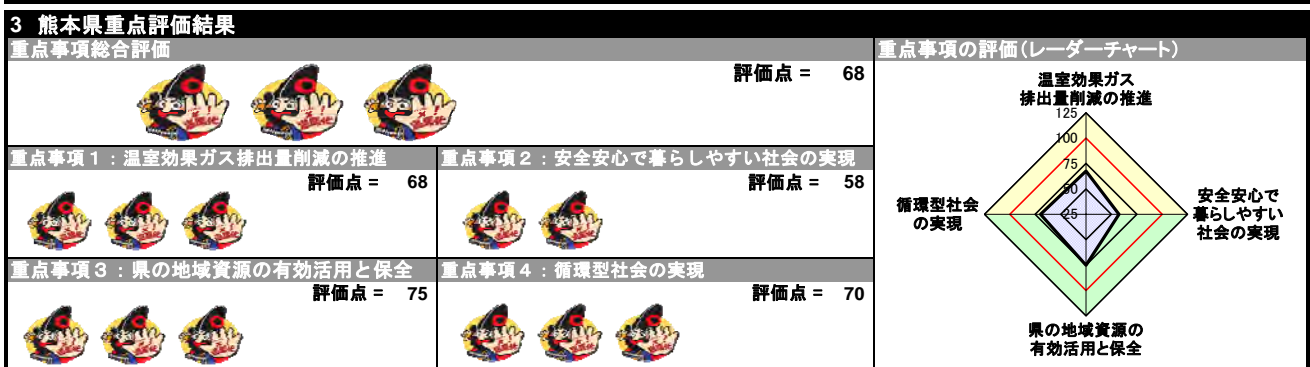 3 熊本県重点評価結果
重点事項総合評価
評価点 = 68
重点事項1：温室効果ガス排出量削減の推進
評価点 = 68
重点事項2：安全安心で暮らしやすい社会の実現
評価点 = 58
重点事項3：県の地域資源の有効活用と保全
評価点 = 75
重点事項4：循環型社会の実現
評価点 = 70
重点事項の評価(レーダーチャート)
温室効果ガス
排出量削減の推進
125
100
75
50
25
循環型社会
の実現
安全安心で
暮らしやすい
社会の実現
県の地域資源の
有効活用と保全